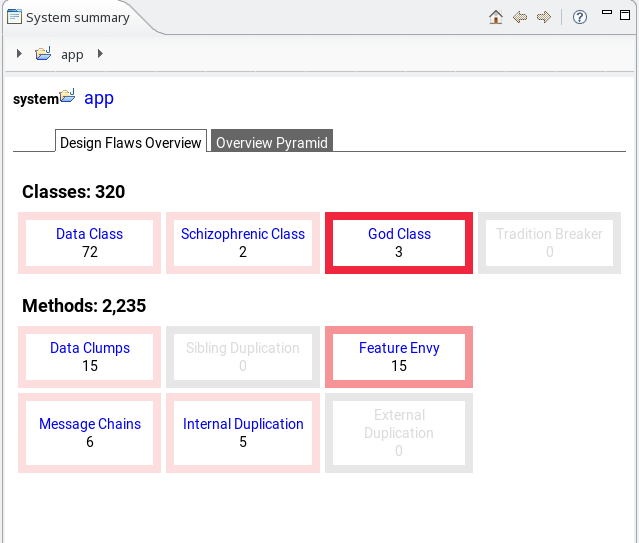 System summary
app
system app
Design Flaws Overview Overview Pyramid
Classes: 320
Data Class Schizophrenic Class God Class Tradition Breaker
72 2 3 0
Methods: 2,235
Data Clumps Sibling Duplication Feature Envy
15 0 15
Message Chains Internal Duplication External
Duplication
6 5 0